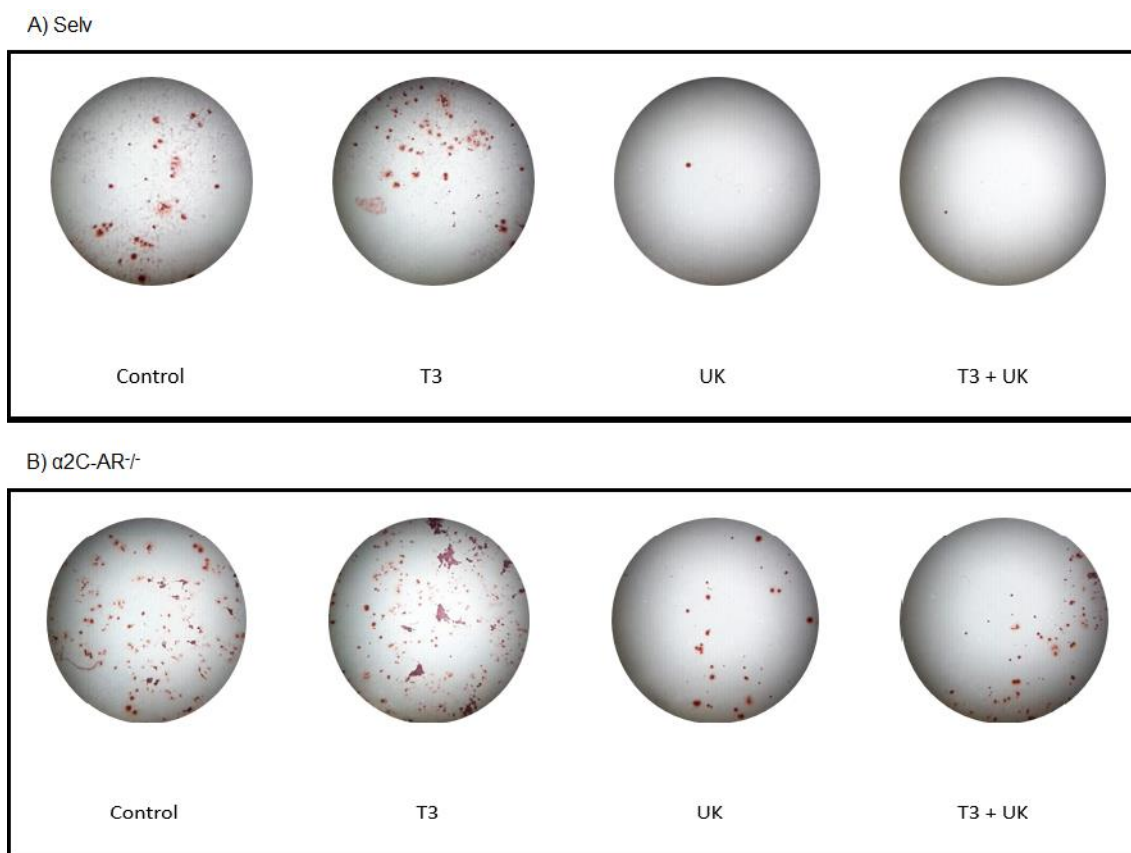 A) Selv
Control T3 UK T3 + UK
B) α2C-AR-/-
Control T3 UK T3 + UK